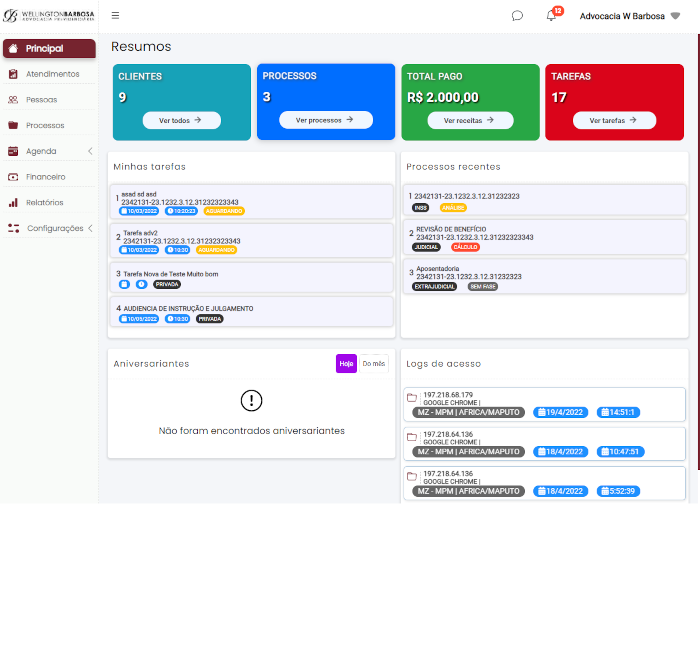 WELLINGTONBARBOSA
ADVOCACIA PREVIDENCIÁRIA
12
Advocacia W Barbosa
Principal
Atendimentos
Pessoas
Processos
Agenda
Financeiro
Relatórios
Configurações
Resumos
CLIENTES
9
Ver todos
PROCESSOS
3
Ver processos
TOTAL PAGO
R$ 2.000,00
Ver receitas
TAREFAS
17
Ver tarefas
Minhas tarefas
1 asad sd asd
2342131-23.1232.3.12.31232323343
10/03/2022 10:20:23 AGUARDANDO
2 Tarefa adv2
2342131-23.1232.3.12.31232323343
10/03/2022 10:30 AGUARDANDO
3 Tarefa Nova de Teste Muito bom
PRIVADA
4 AUDIENCIA DE INSTRUÇÃO E JULGAMENTO
10/05/2022 10:30 PRIVADA
Processos recentes
1 2342131-23.1232.3.12.31232323
INSS ANÁLISE
2 REVISÃO DE BENEFÍCIO
2342131-23.1232.3.12.31232323343
JUDICIAL CÁLCULO
3 Aposentadoria
2342131-23.1232.3.12.31232323
EXTRAJUDICIAL SEM FASE
Aniversariantes
Hoje Do mês
Não foram encontrados aniversariantes
Logs de acesso
197.218.68.179
GOOGLE CHROME |
MZ - MPM | AFRICA/MAPUTO 19/4/2022 14:51:1
197.218.64.136
GOOGLE CHROME |
MZ - MPM | AFRICA/MAPUTO 18/4/2022 10:47:51
197.218.64.136
GOOGLE CHROME |
MZ - MPM | AFRICA/MAPUTO 18/4/2022 5:52:39